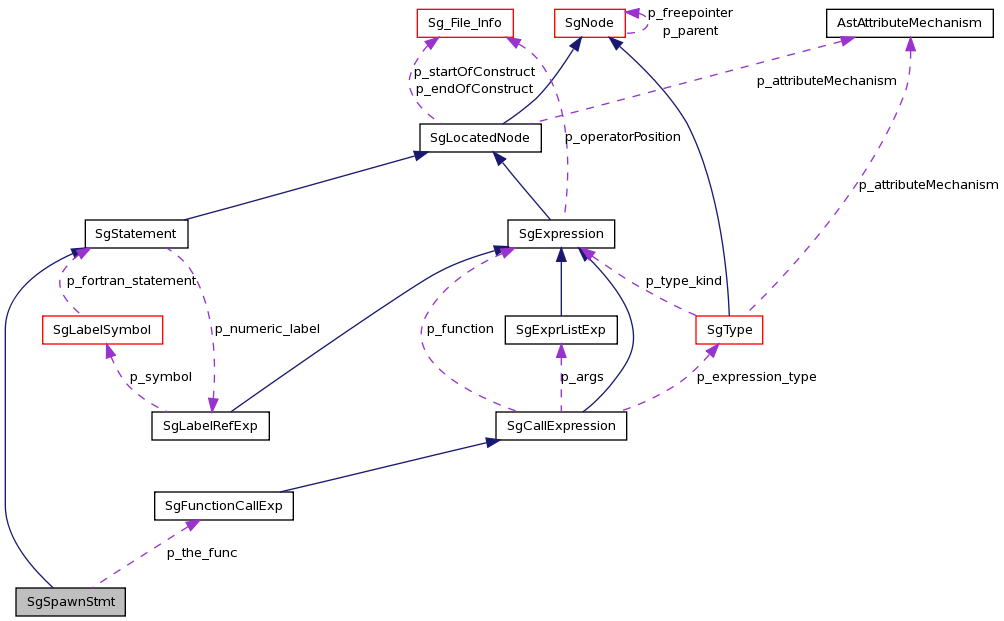 Sg_File_Info
SgNode
p_freepointer
p_parent
AstAttributeMechanism
p_startOfConstruct
p_endOfConstruct
p_attributeMechanism
SgLocatedNode
p_operatorPosition
p_attributeMechanism
SgStatement
SgExpression
p_fortran_statement
p_type_kind
SgLabelSymbol
p_numeric_label
p_function
SgExprListExp
SgType
p_symbol
p_args
p_expression_type
SgLabelRefExp
SgCallExpression
SgFunctionCallExp
p_the_func
SgSpawnStmt